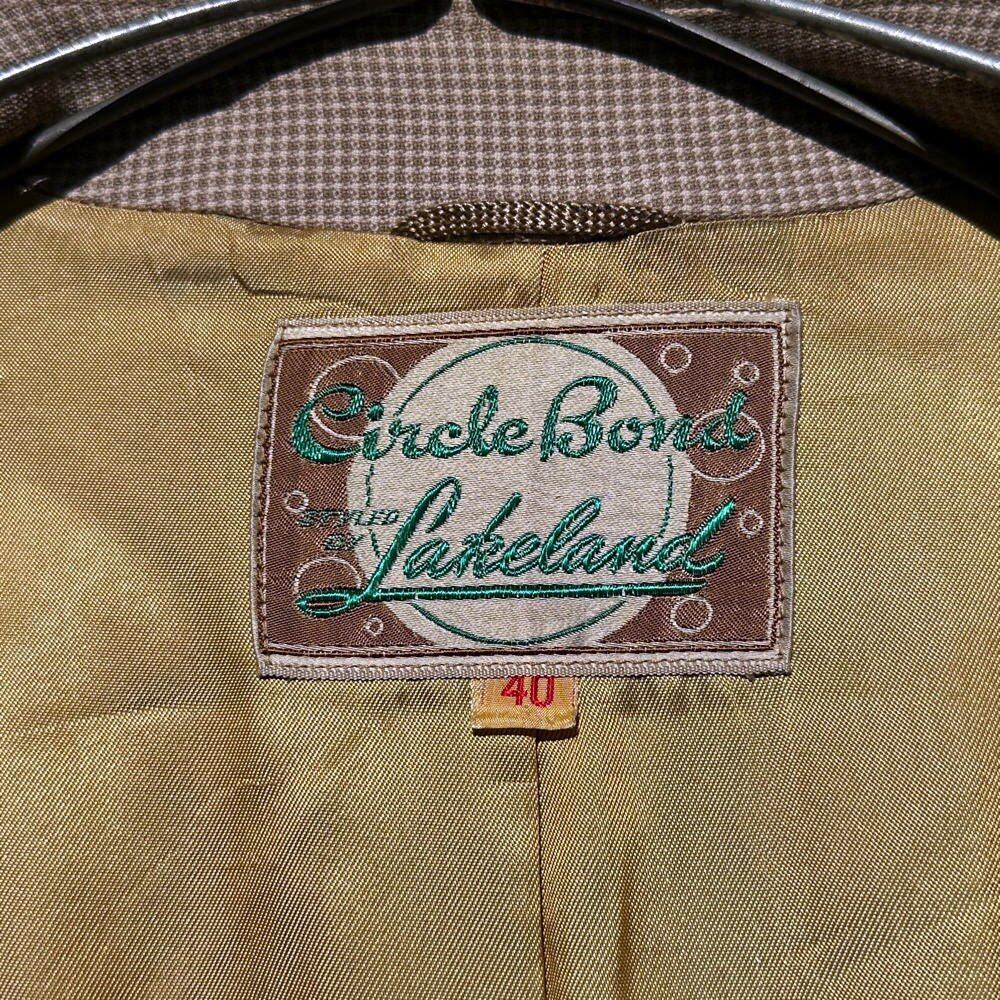 Circle Bond
STYLED
BY
Lakeland
40